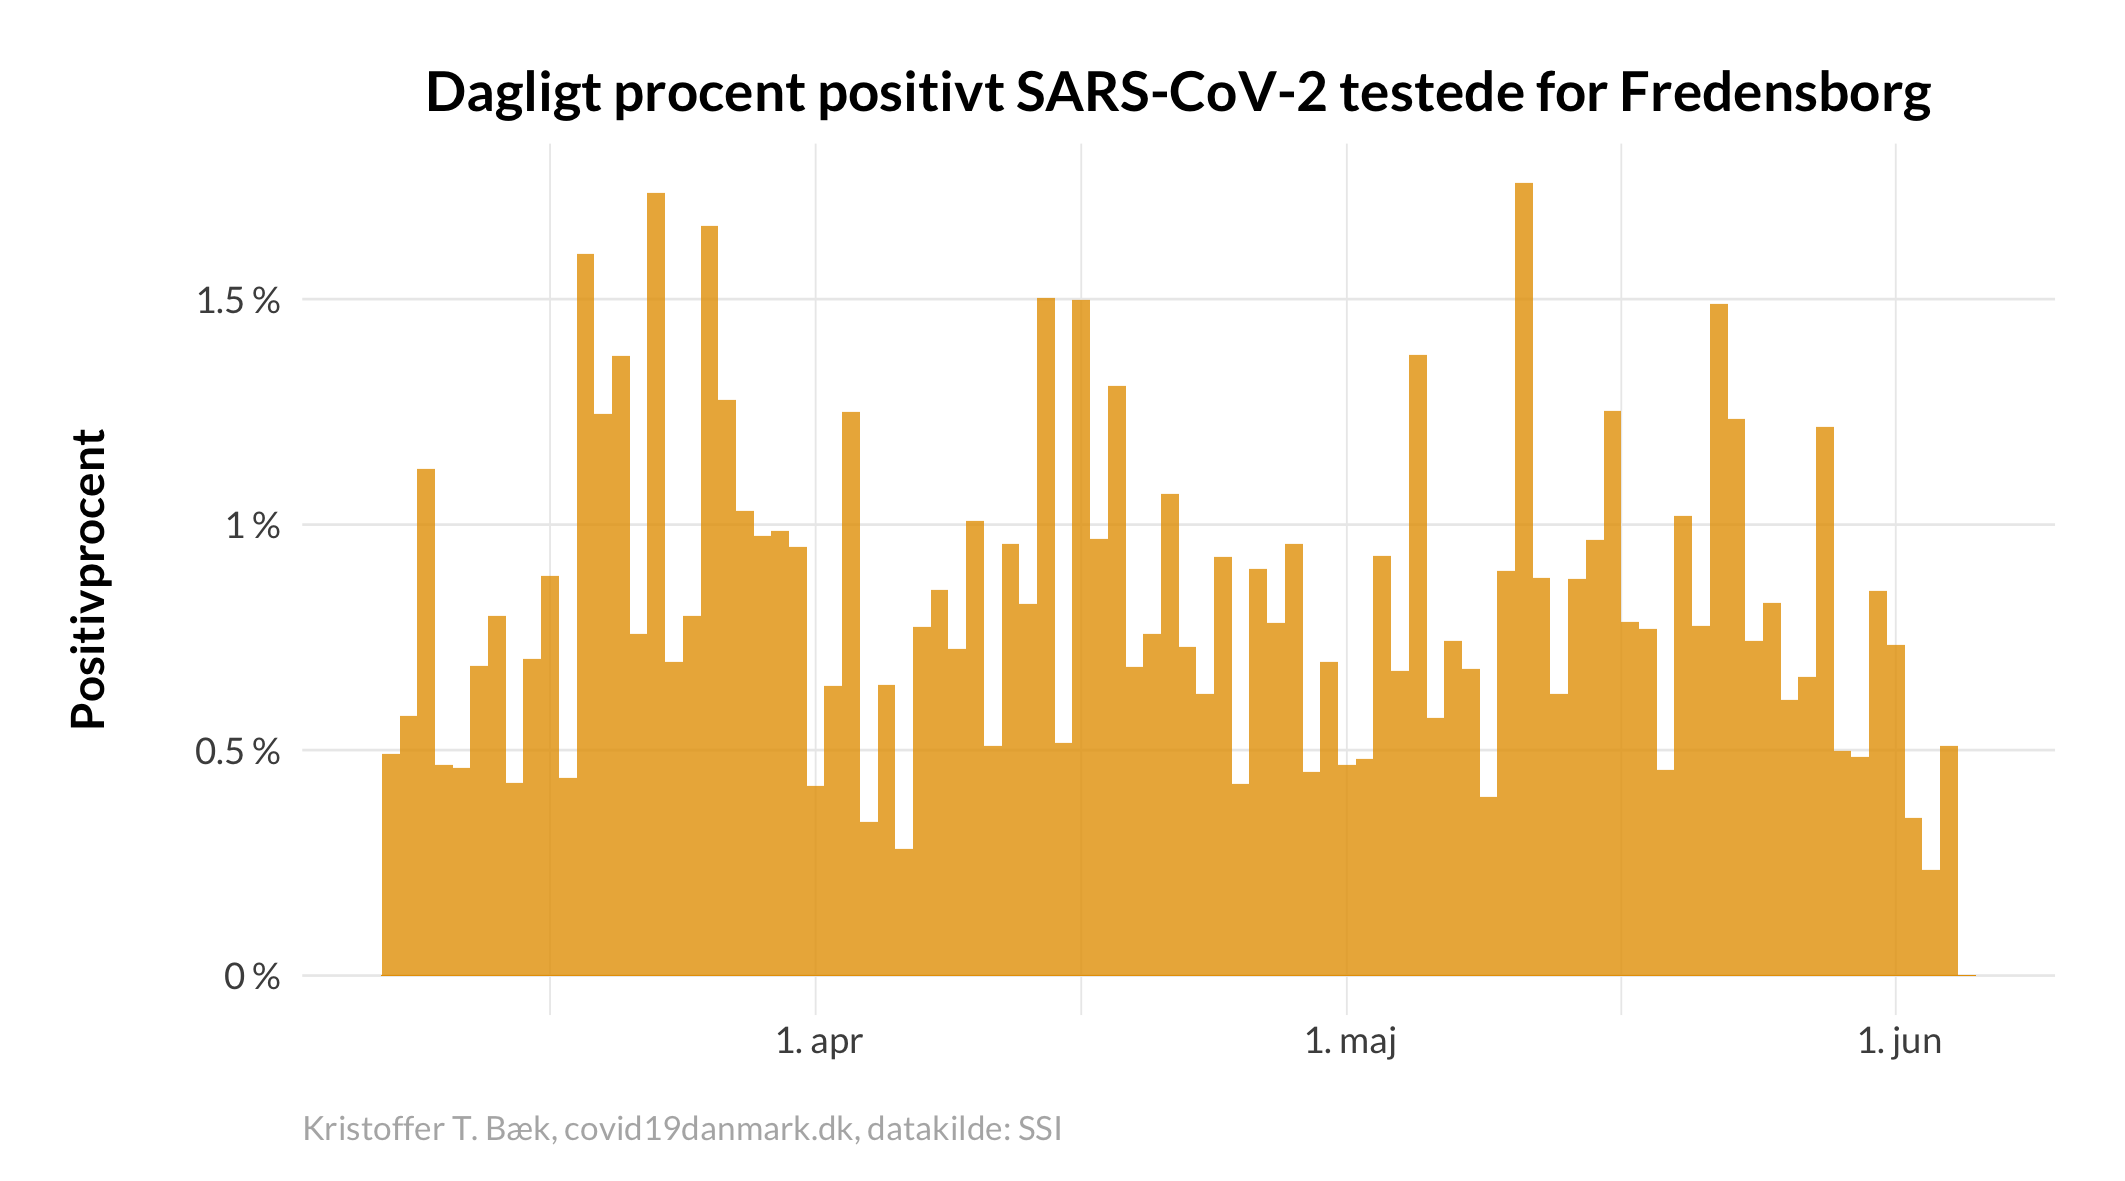 Dagligt procent positivt SARS-CoV-2 testede for Fredensborg
Positivprocent
1.5 %
1 %
0.5 %
0 %
1. apr
1. maj
1. jun
Kristoffer T. Bæk, covid19danmark.dk, datakilde: SSI